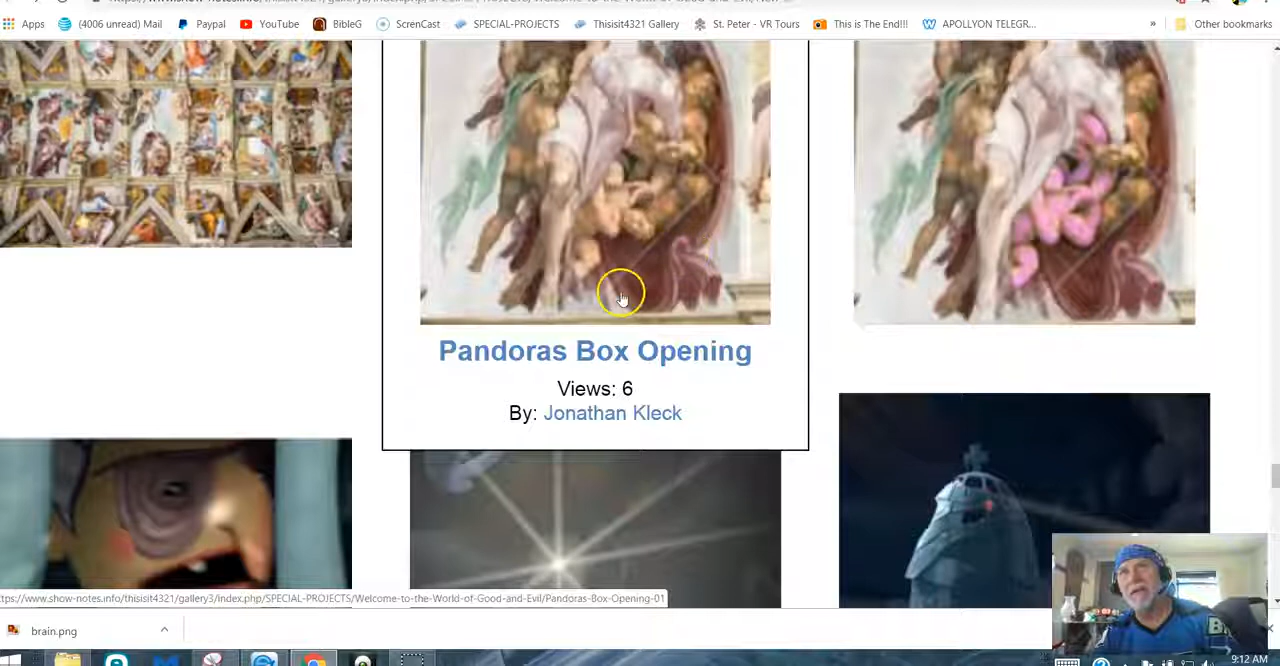 Apps
(4006 unread) Mail
Paypal
YouTube
BibleG
ScrenCast
SPECIAL-PROJECTS
Thisisit4321 Gallery
St. Peter - VR Tours
This is The End!!!
APOLLYON TELEGR...
»
Other bookmarks
Pandoras Box Opening
Views: 6
By: Jonathan Kleck
ttps://www.show-notes.info/thisisit4321/gallery3/index.php/SPECIAL-PROJECTS/Welcome-to-the-World-of-Good-and-Evil/Pandoras-Box-Opening-01
brain.png
9:12 AM